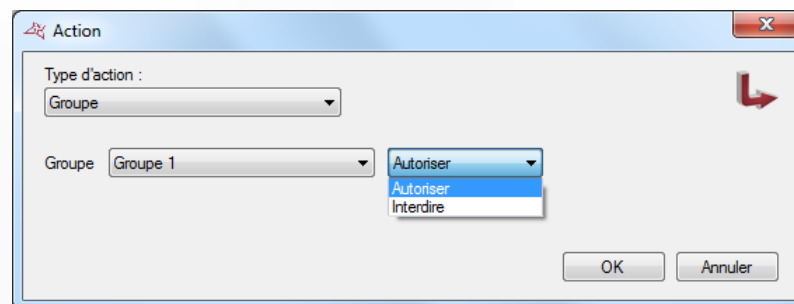 Action
Type d'action :
Groupe
Groupe Groupe 1 Autoriser
Autoriser
Interdire
OK Annuler